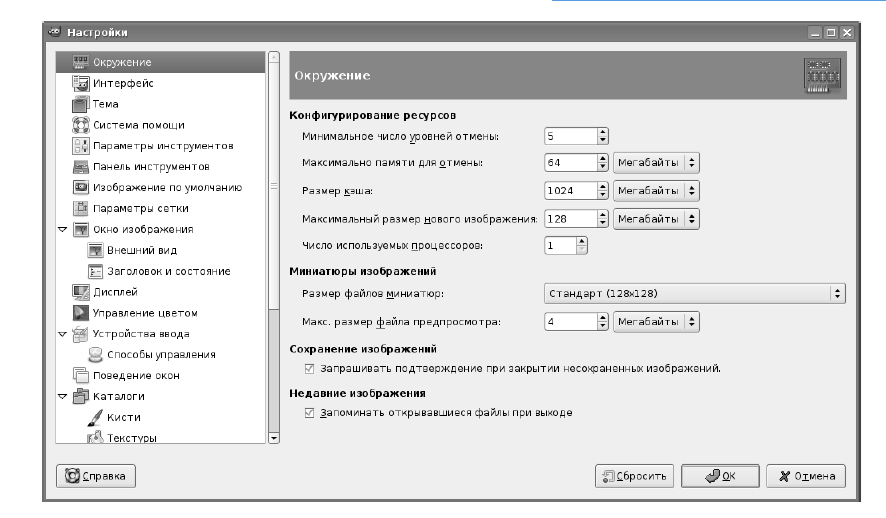 Настройки
Окружение
Интерфейс
Тема
Система помощи
Параметры инструментов
Панель инструментов
Изображение по умолчанию
Параметры сетки
Окно изображения
Внешний вид
Заголовок и состояние
Дисплей
Управление цветом
Устройства ввода
Способы управления
Поведение окон
Каталоги
Кисти
Текстуры
Окружение
Конфигурирование ресурсов
Минимальное число уровней отмены: 5
Максимально памяти для отмены: 64 Мегабайты
Размер кэша: 1024 Мегабайты
Максимальный размер нового изображения: 128 Мегабайты
Число используемых процессоров: 1
Миниатюры изображений
Размер файлов миниатюр: Стандарт (128x128)
Макс. размер файла предпросмотра: 4 Мегабайты
Сохранение изображений
Запрашивать подтверждение при закрытии несохраненных изображений.
Недавние изображения
Запоминать открывавшиеся файлы при выходе
Справка Сбросить OK Отмена